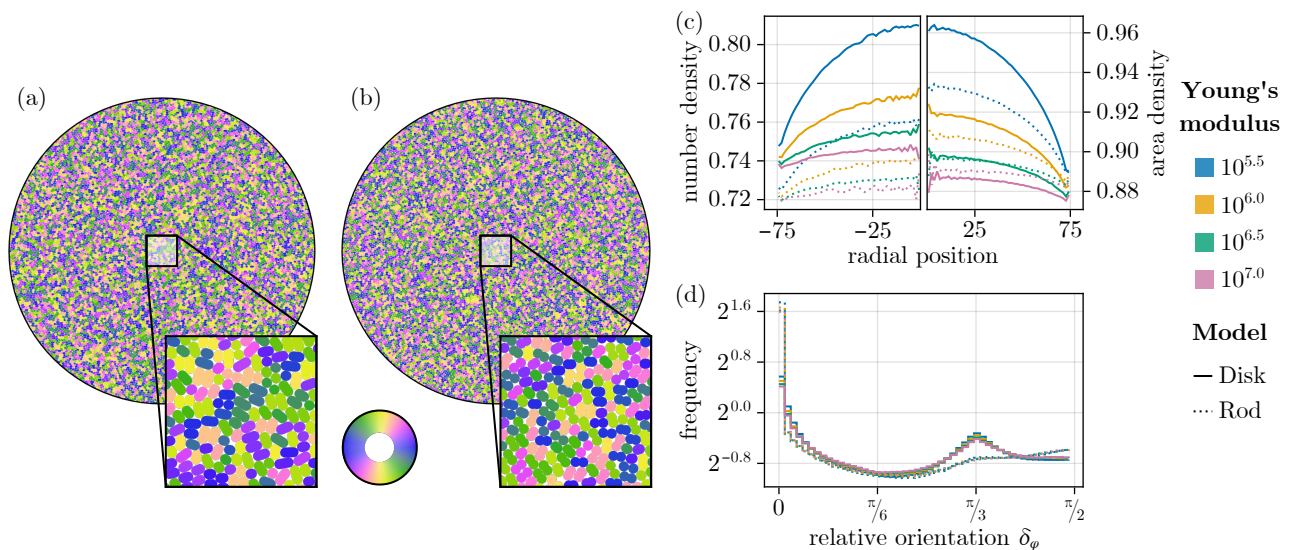 (a)
(b)
(c)
number density
0.80
0.78
0.76
0.74
0.72
0.96
0.94
0.92
0.90
0.88
area density
−75
−25
25
75
radial position
(d)
frequency
2^1.6
2^0.8
2^0.0
2^−0.8
0
π/6
π/3
π/2
relative orientation δ_φ
Young's
modulus
10^5.5
10^6.0
10^6.5
10^7.0
Model
Disk
Rod